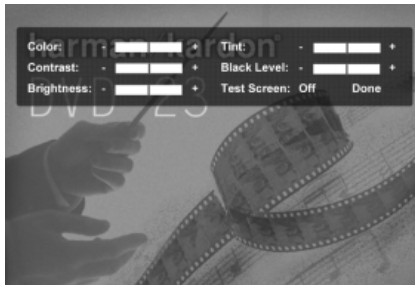 harman/kardon
Color: - + Tint: - +
Contrast: - + Black Level: - +
Brightness: - + Test Screen: Off Done
DVD 23